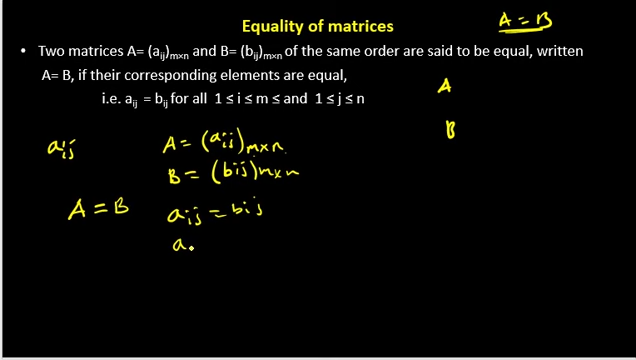 Equality of matrices
A = B
• Two matrices A= (aij)m×n and B= (bij)m×n of the same order are said to be equal, written
A= B, if their corresponding elements are equal,
i.e. aij = bij for all 1 ≤ i ≤ m ≤ and 1 ≤ j ≤ n
A
B
aij
A = (aij)m×n
B = (bij)m×n
A = B
aij = bij
a.